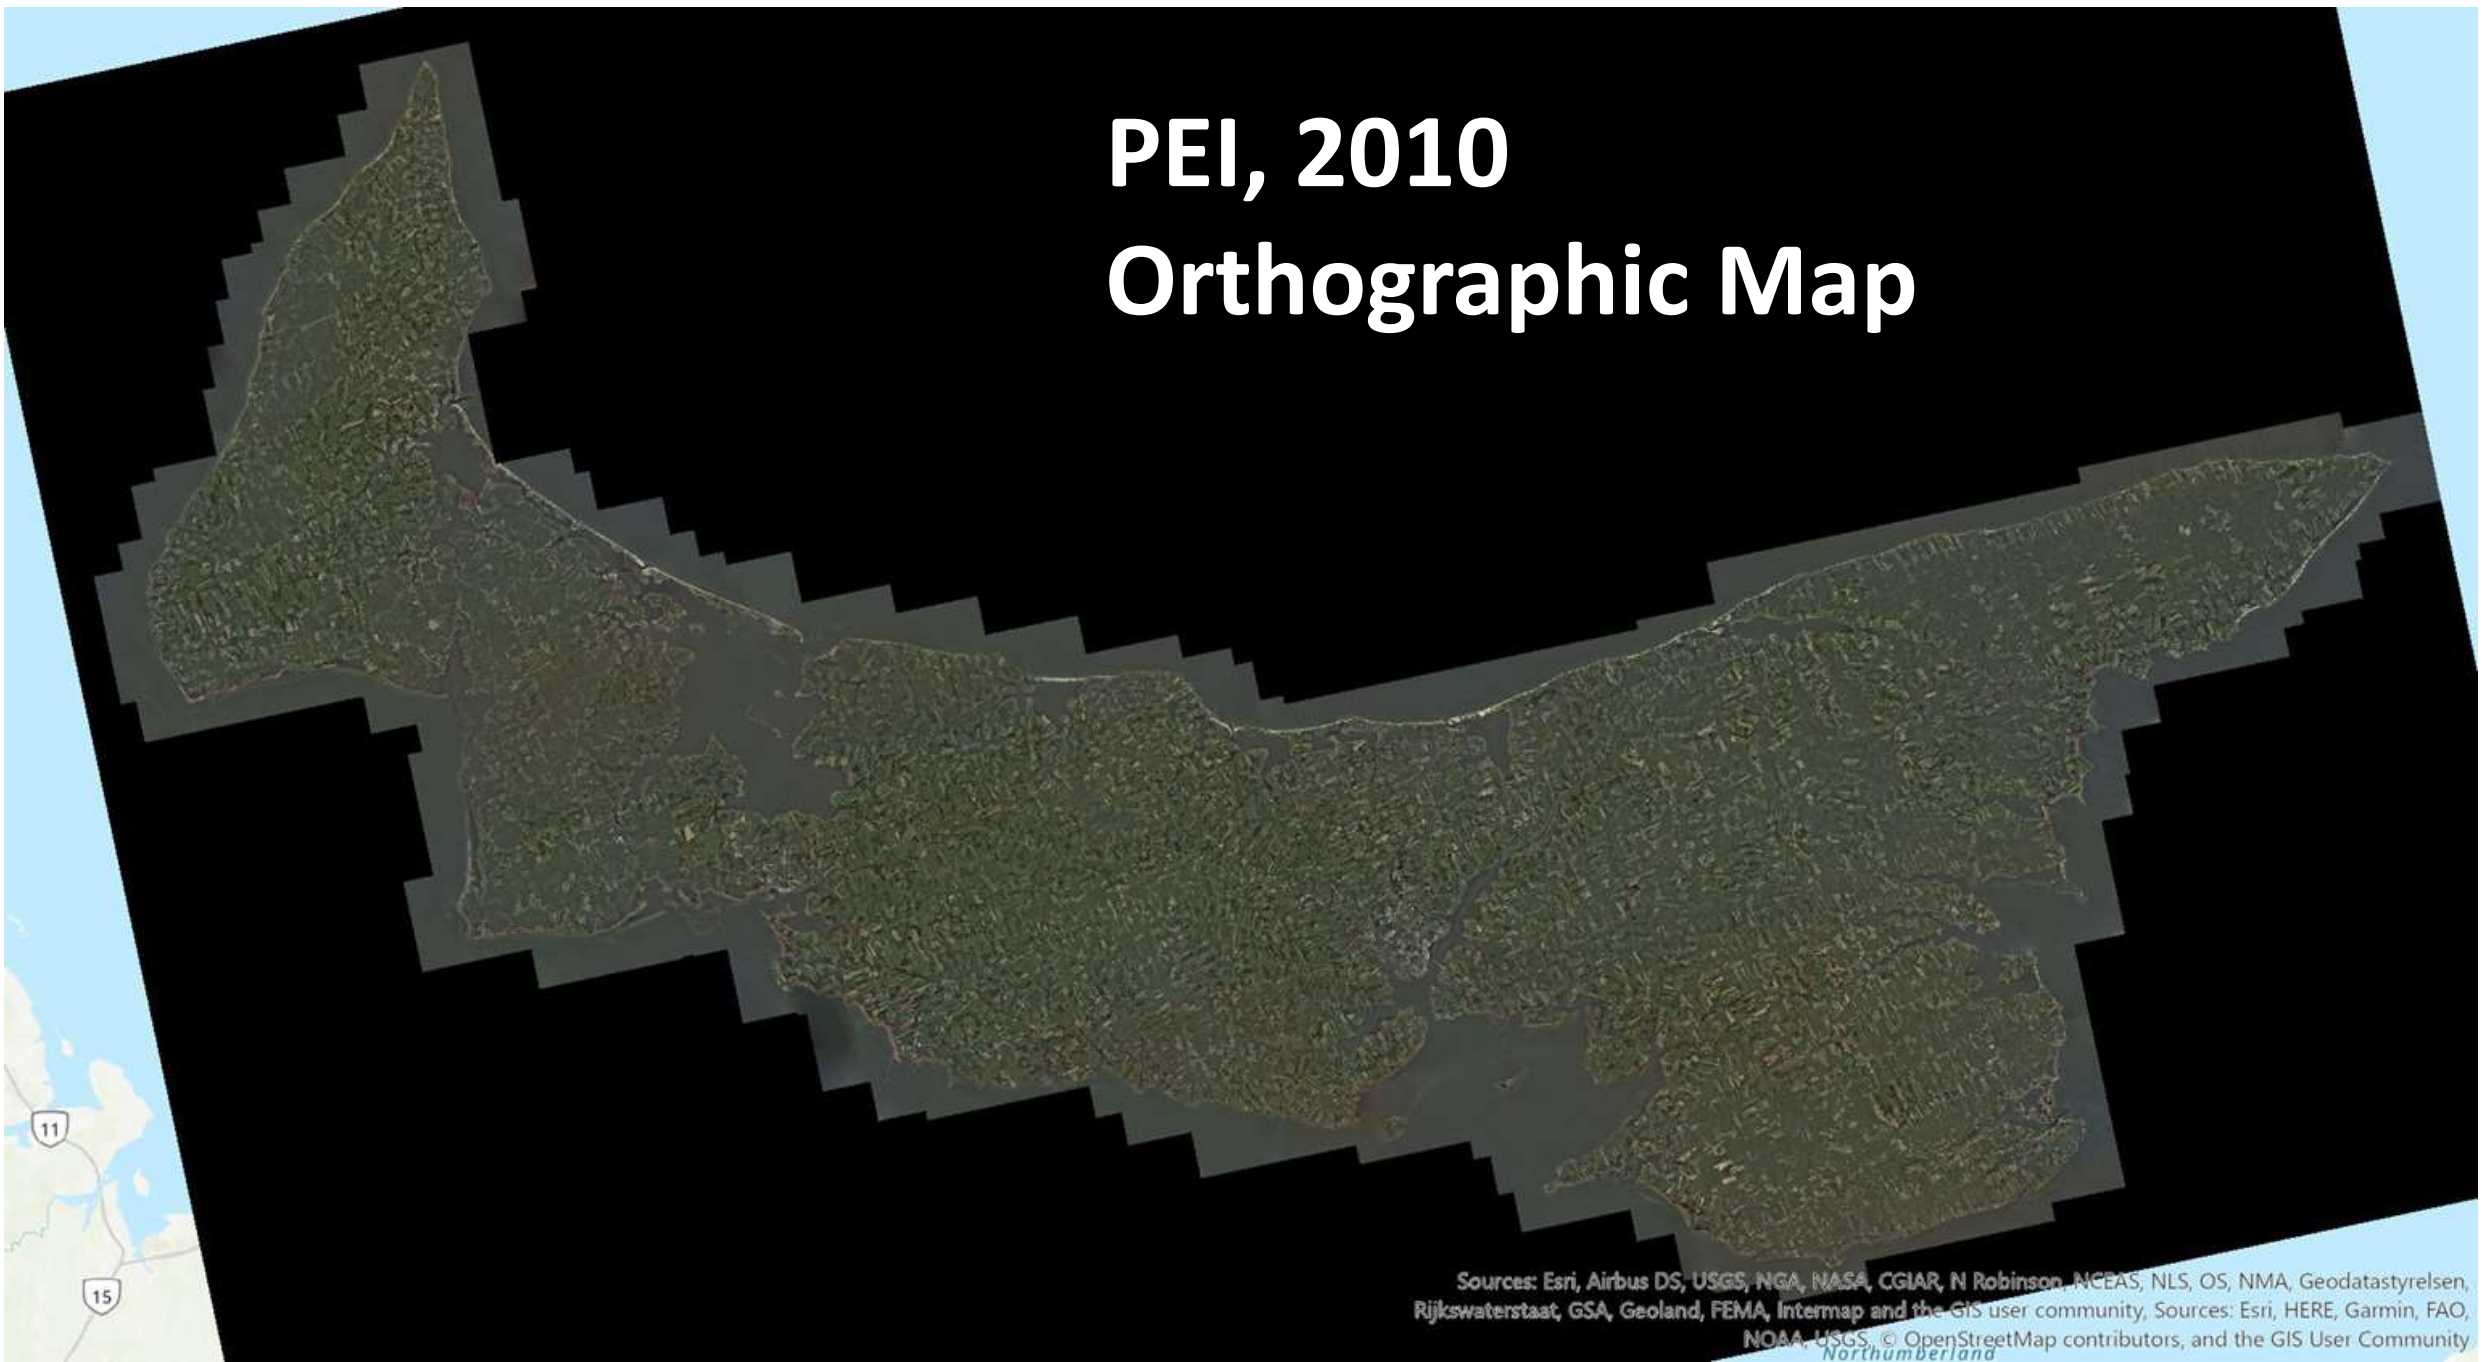 PEI, 2010
Orthographic Map
11
15
Sources: Esri, Airbus DS, USGS, NGA, NASA, CGIAR, N Robinson, NCEAS, NLS, OS, NMA, Geodatastyrelsen,
Rijkswaterstaat, GSA, Geoland, FEMA, Intermap and the GIS user community, Sources: Esri, HERE, Garmin, FAO,
NOAA, USGS, © OpenStreetMap contributors, and the GIS User Community
Northumberland